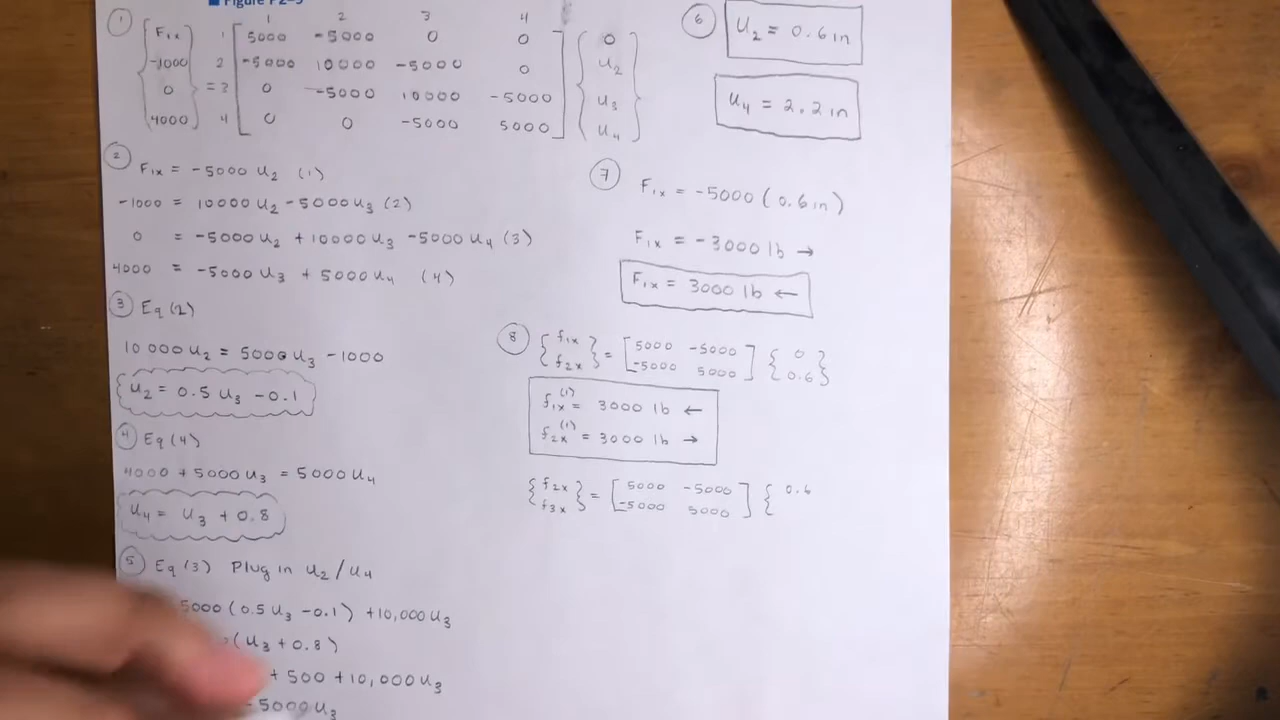 Figure P2-5
① 1 2 3 4
{F1x} 1 [5000 -5000 0 0] {0}
{-1000} 2 [-5000 10000 -5000 0] {u2}
{0} = 3 [0 -5000 10000 -5000] {u3}
{4000} 4 [0 0 -5000 5000] {u4}
② F1x = -5000 u2 (1)
-1000 = 10000 u2 - 5000 u3 (2)
0 = -5000 u2 + 10000 u3 - 5000 u4 (3)
4000 = -5000 u3 + 5000 u4 (4)
③ Eq (2)
10 000 u2 = 5000 u3 - 1000
u2 = 0.5 u3 - 0.1
④ Eq (4)
4000 + 5000 u3 = 5000 u4
u4 = u3 + 0.8
⑤ Eq (3) Plug in u2 / u4
5000 (0.5 u3 - 0.1) + 10,000 u3
(u3 + 0.8)
+ 500 + 10,000 u3
- 5000 u3
⑥ u2 = 0.6 in
u4 = 2.2 in
⑦ F1x = -5000 (0.6 in)
F1x = -3000 lb →
F1x = 3000 lb ←
⑧ {f1x} = [5000 -5000] {0}
{f2x} [-5000 5000] {0.6}
f1x(1) = 3000 lb ←
f2x(1) = 3000 lb →
{f2x} = [5000 -5000] { 0.6
{f3x} [-5000 5000]